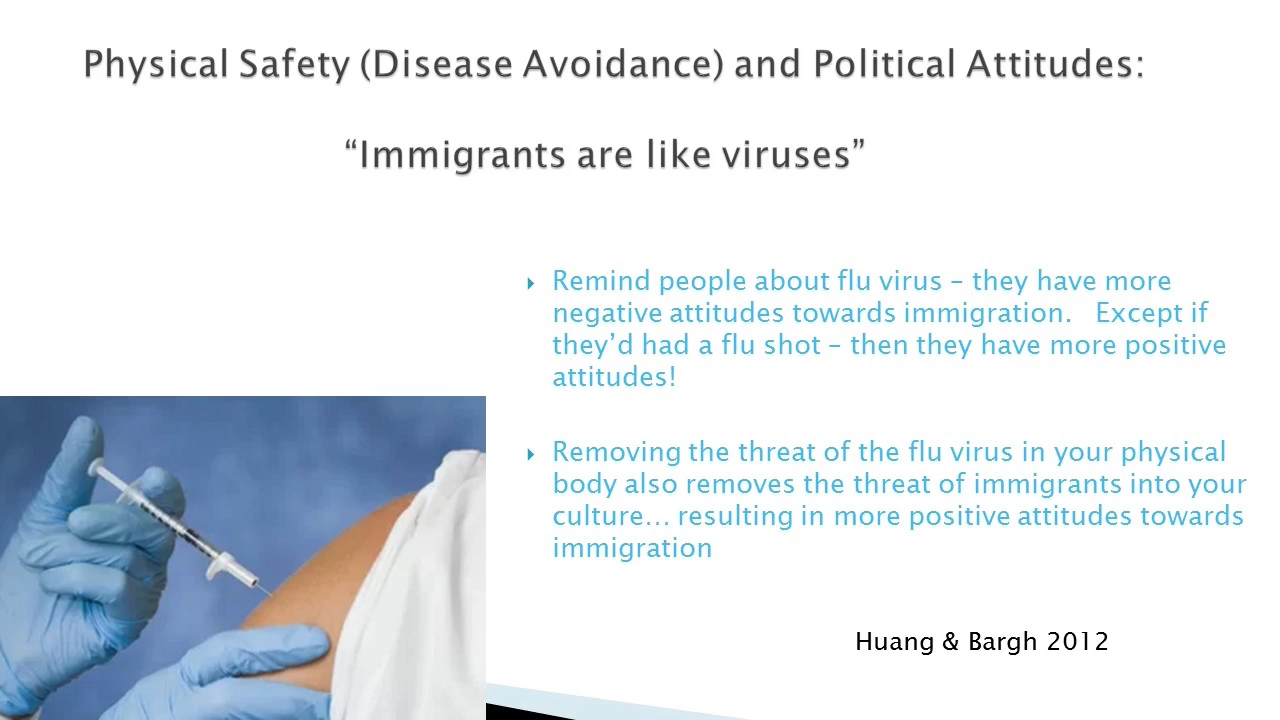 Physical Safety (Disease Avoidance) and Political Attitudes:
“Immigrants are like viruses”
Remind people about flu virus – they have more
negative attitudes towards immigration.   Except if
they’d had a flu shot – then they have more positive
attitudes!
Removing the threat of the flu virus in your physical
body also removes the threat of immigrants into your
culture… resulting in more positive attitudes towards
immigration
Huang & Bargh 2012